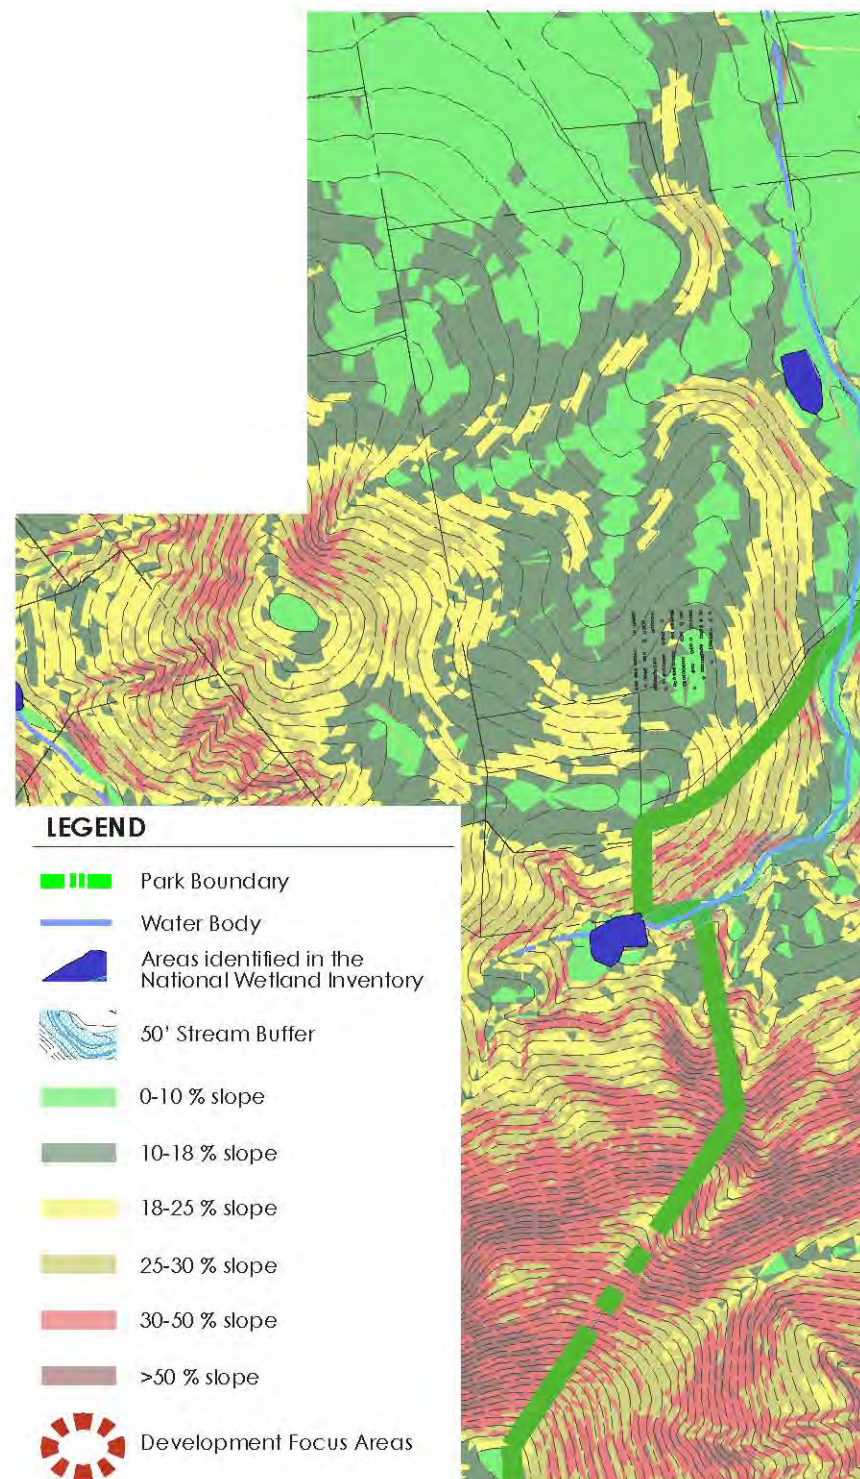 LEGEND
Park Boundary
Water Body
Areas identified in the
National Wetland Inventory
50' Stream Buffer
0-10 % slope
10-18 % slope
18-25 % slope
25-30 % slope
30-50 % slope
>50 % slope
Development Focus Areas